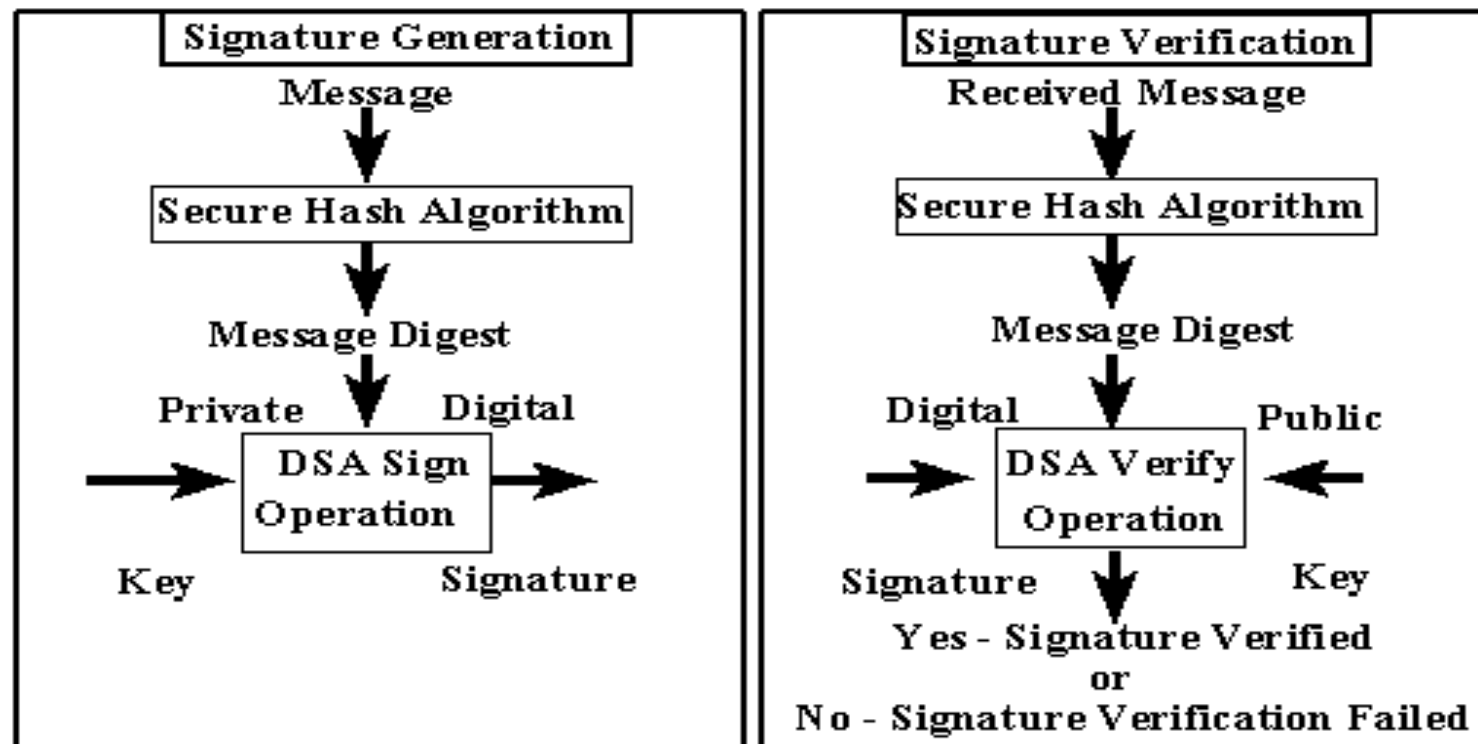 Signature Generation
Message
Secure Hash Algorithm
Message Digest
Private
Digital
DSA Sign
Operation
Key
Signature
Signature Verification
Received Message
Secure Hash Algorithm
Message Digest
Digital
Public
DSA Verify
Operation
Signature
Key
Yes - Signature Verified
or
No - Signature Verification Failed